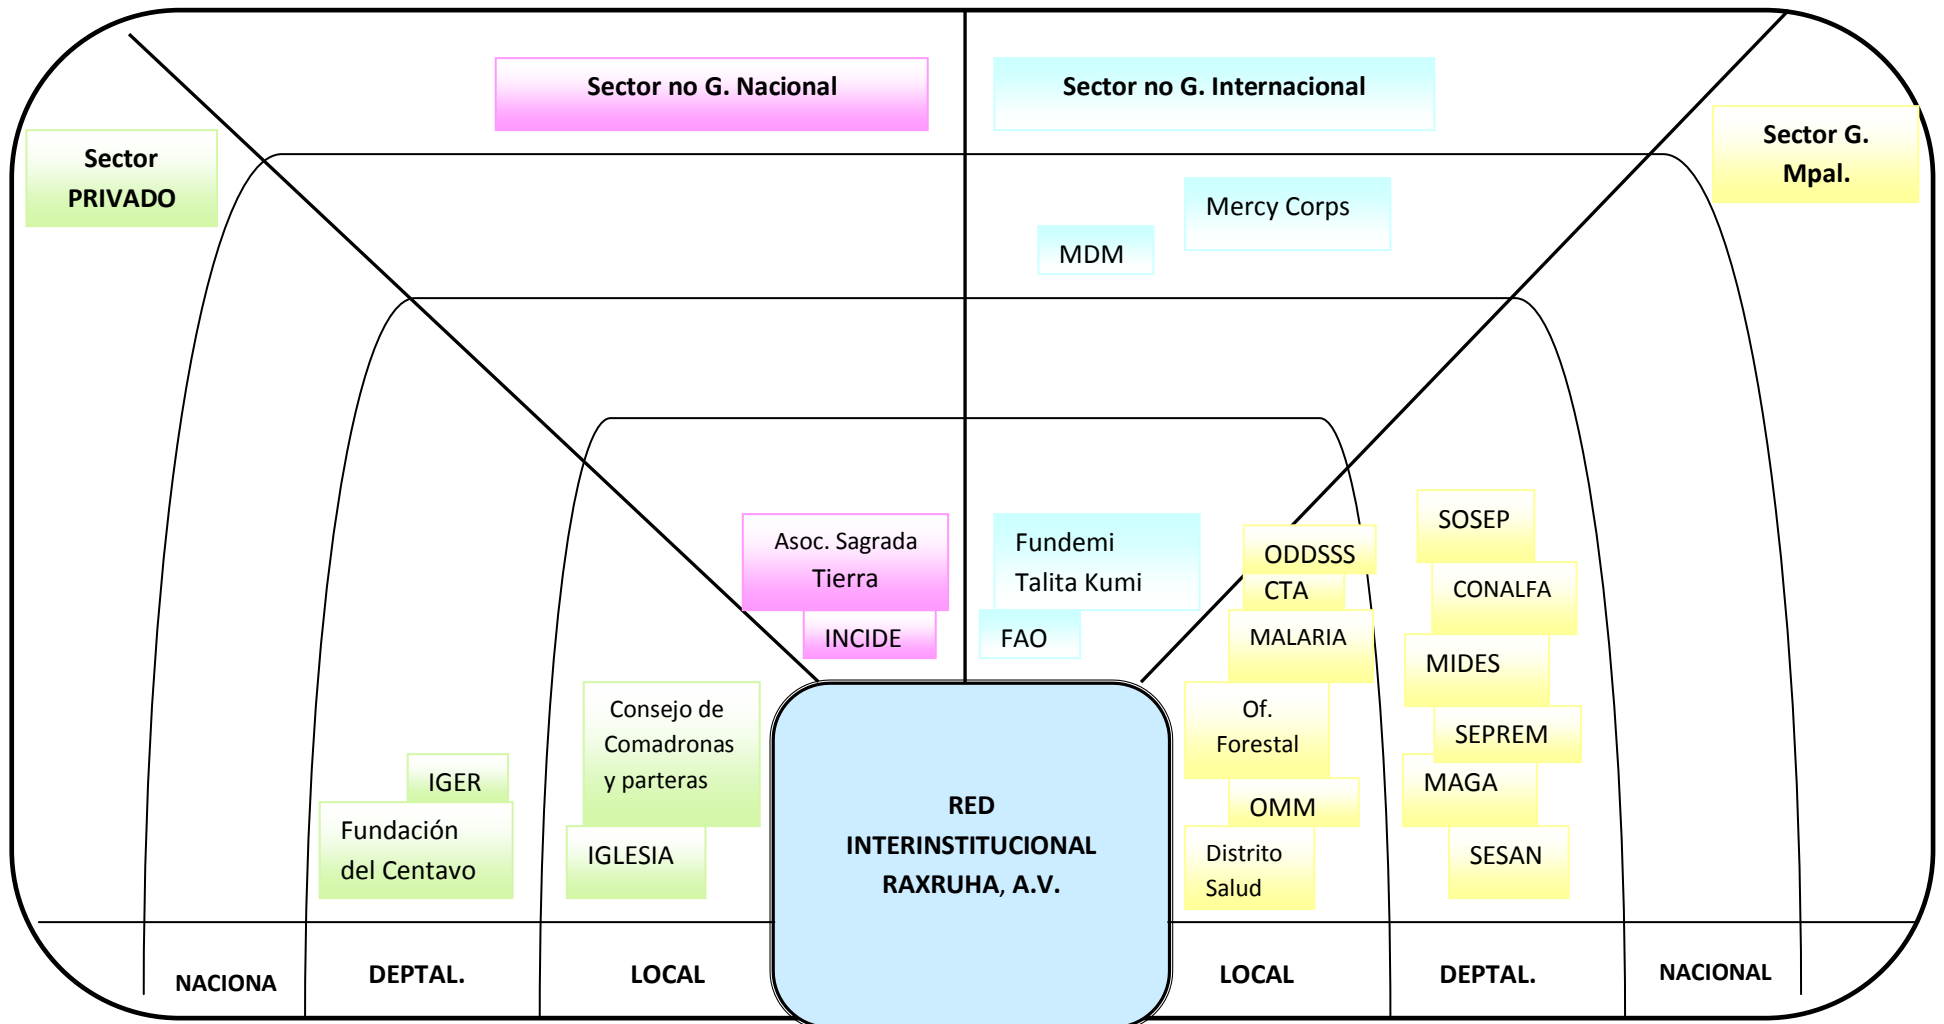 Sector no G. Nacional
Sector no G. Internacional
Sector
PRIVADO
Sector G.
Mpal.
Mercy Corps
MDM
Asoc. Sagrada
Tierra
INCIDE
Fundemi
Talita Kumi
FAO
ODDSSS
CTA
MALARIA
SOSEP
CONALFA
MIDES
SEPREM
MAGA
SESAN
Of.
Forestal
OMM
Distrito
Salud
Consejo de
Comadronas
y parteras
IGLESIA
IGER
Fundación
del Centavo
RED
INTERINSTITUCIONAL
RAXRUHA, A.V.
NACIONA
DEPTAL.
LOCAL
LOCAL
DEPTAL.
NACIONAL